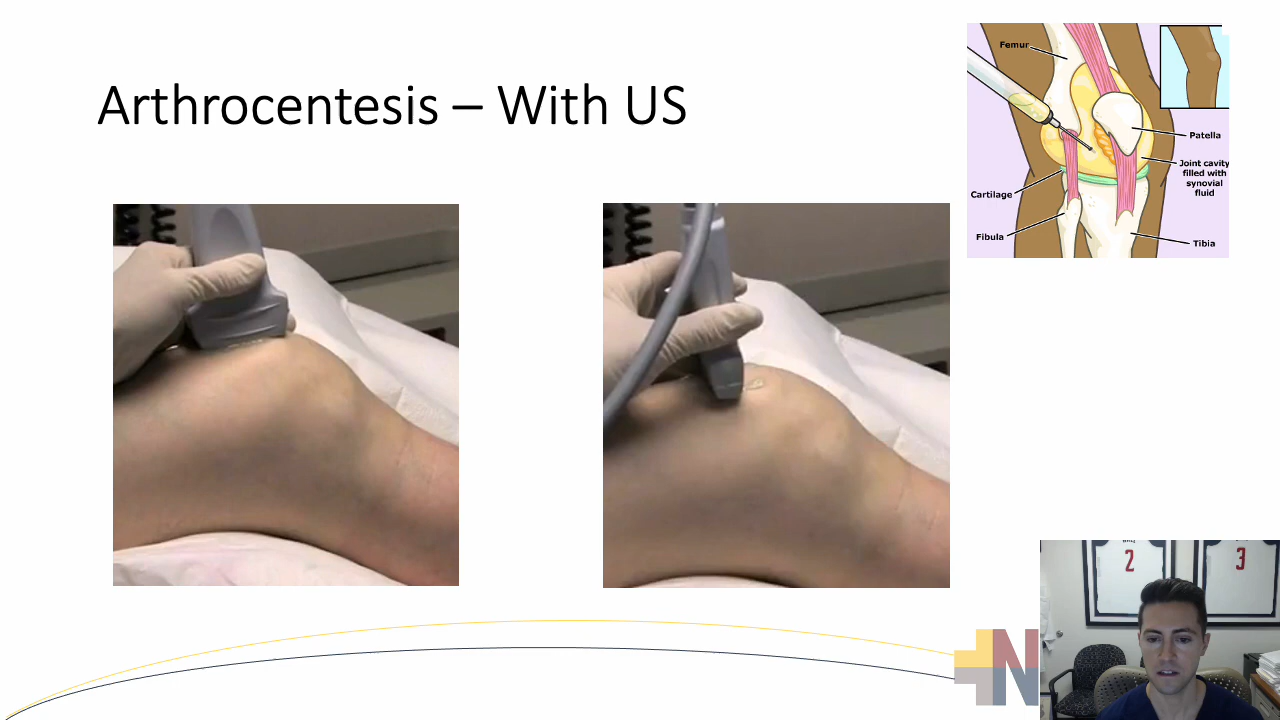 Arthrocentesis – With US
Femur
Patella
Joint cavity
filled with
synovial
fluid
Cartilage
Fibula
Tibia
N
2
3